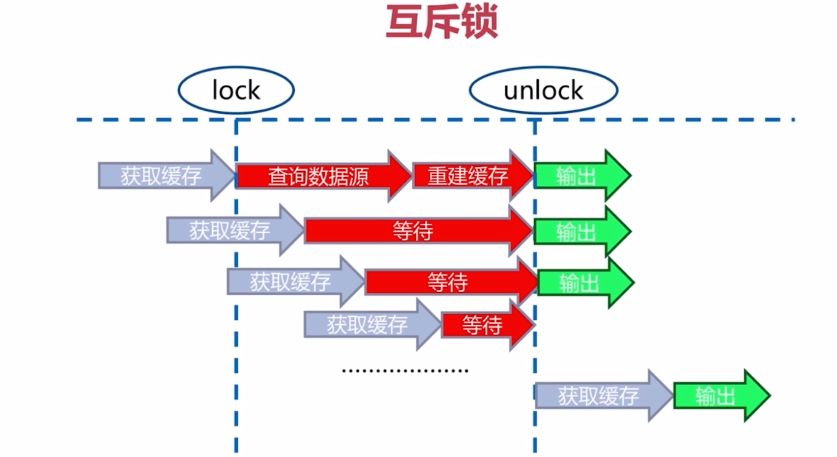 互斥锁
lock unlock
获取缓存 查询数据源 重建缓存 输出
获取缓存 等待 输出
获取缓存 等待 输出
获取缓存 等待
...................
获取缓存 输出